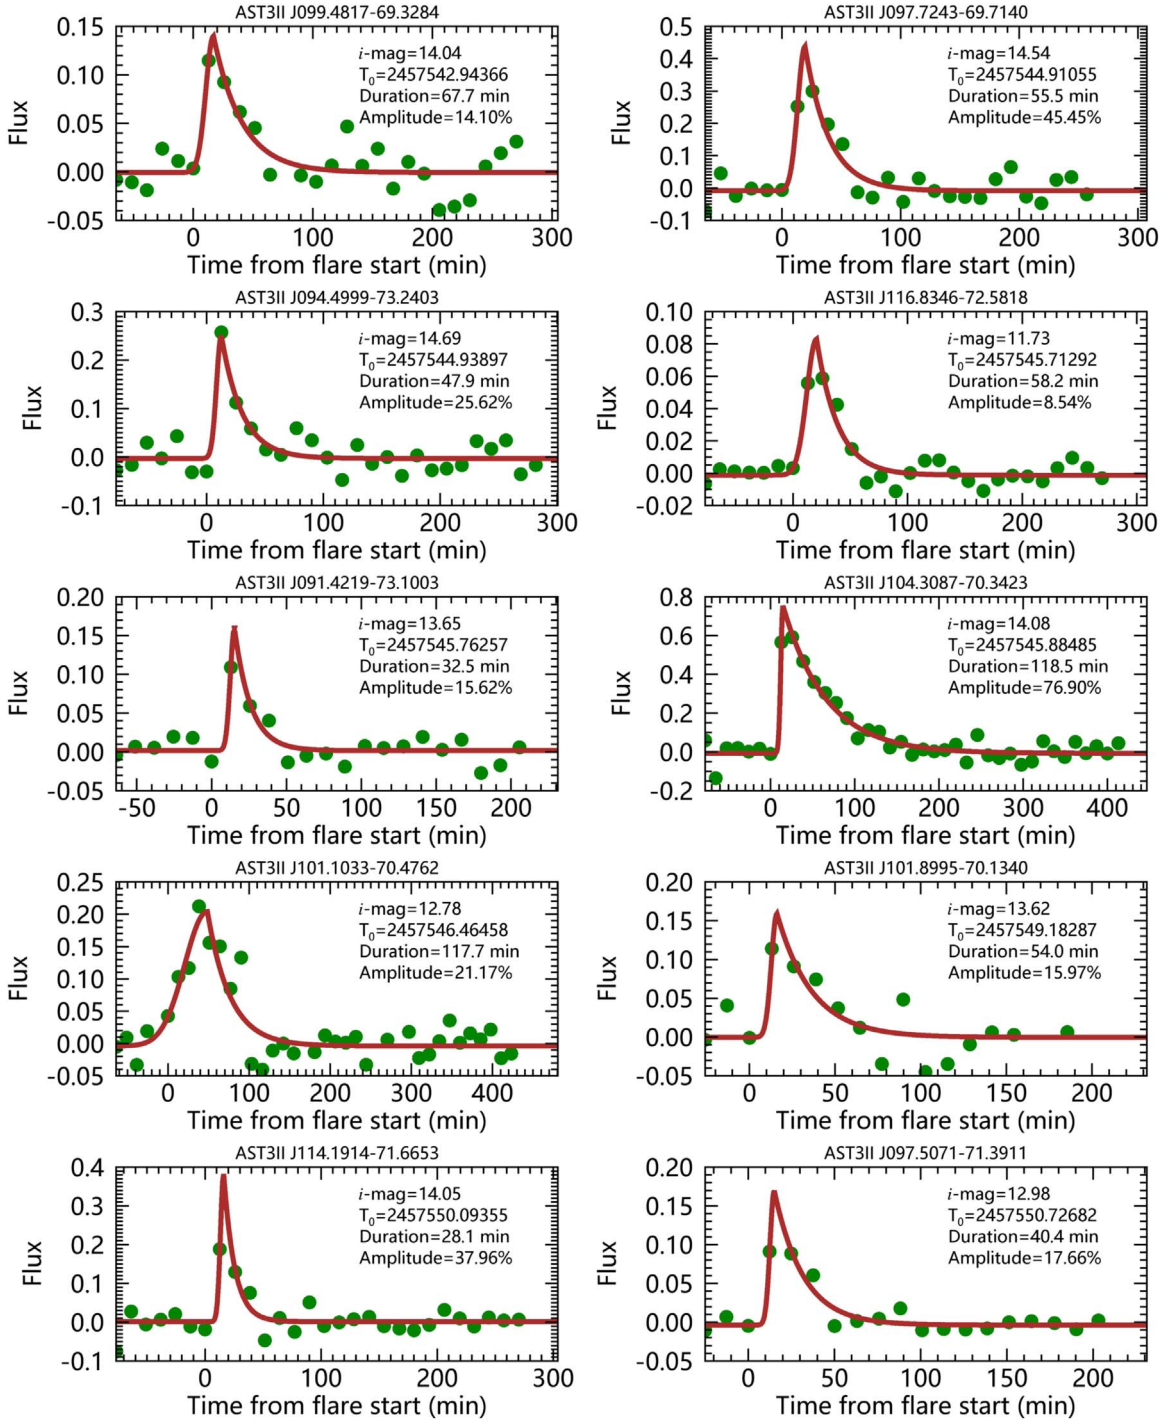 AST3II J099.4817-69.3284
i-mag=14.04
T0=2457542.94366
Duration=67.7 min
Amplitude=14.10%
0.15
0.10
0.05
0.00
-0.05
Flux
0 100 200 300
Time from flare start (min)
AST3II J097.7243-69.7140
i-mag=14.54
T0=2457544.91055
Duration=55.5 min
Amplitude=45.45%
0.5
0.4
0.3
0.2
0.1
0.0
-0.1
Flux
0 100 200 300
Time from flare start (min)
AST3II J094.4999-73.2403
i-mag=14.69
T0=2457544.93897
Duration=47.9 min
Amplitude=25.62%
0.3
0.2
0.1
0.0
-0.1
Flux
0 100 200 300
Time from flare start (min)
AST3II J116.8346-72.5818
i-mag=11.73
T0=2457545.71292
Duration=58.2 min
Amplitude=8.54%
0.10
0.08
0.06
0.04
0.02
0.00
-0.02
Flux
0 100 200 300
Time from flare start (min)
AST3II J091.4219-73.1003
i-mag=13.65
T0=2457545.76257
Duration=32.5 min
Amplitude=15.62%
0.20
0.15
0.10
0.05
0.00
-0.05
Flux
-50 0 50 100 150 200
Time from flare start (min)
AST3II J104.3087-70.3423
i-mag=14.08
T0=2457545.88485
Duration=118.5 min
Amplitude=76.90%
0.8
0.6
0.4
0.2
0.0
-0.2
Flux
0 100 200 300 400
Time from flare start (min)
AST3II J101.1033-70.4762
i-mag=12.78
T0=2457546.46458
Duration=117.7 min
Amplitude=21.17%
0.25
0.20
0.15
0.10
0.05
0.00
-0.05
Flux
0 100 200 300 400
Time from flare start (min)
AST3II J101.8995-70.1340
i-mag=13.62
T0=2457549.18287
Duration=54.0 min
Amplitude=15.97%
0.20
0.15
0.10
0.05
0.00
-0.05
Flux
0 50 100 150 200
Time from flare start (min)
AST3II J114.1914-71.6653
i-mag=14.05
T0=2457550.09355
Duration=28.1 min
Amplitude=37.96%
0.4
0.3
0.2
0.1
0.0
-0.1
Flux
0 100 200 300
Time from flare start (min)
AST3II J097.5071-71.3911
i-mag=12.98
T0=2457550.72682
Duration=40.4 min
Amplitude=17.66%
0.20
0.15
0.10
0.05
0.00
-0.05
Flux
0 50 100 150 200
Time from flare start (min)